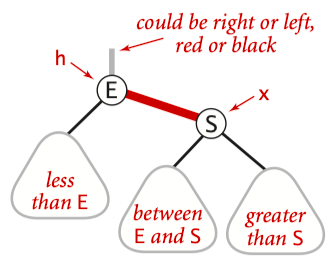 could be right or left,
red or black
h
E
x
S
less
than E
between
E and S
greater
than S